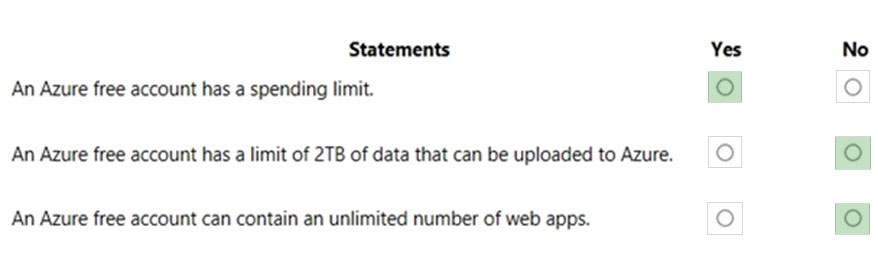 Statements Yes No
An Azure free account has a spending limit.
An Azure free account has a limit of 2TB of data that can be uploaded to Azure.
An Azure free account can contain an unlimited number of web apps.